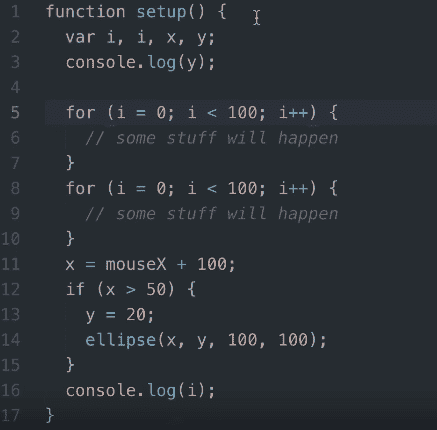 1 function setup() {
2 var i, i, x, y;
3 console.log(y);
4
5 for (i = 0; i < 100; i++) {
6 // some stuff will happen
7 }
8 for (i = 0; i < 100; i++) {
9 // some stuff will happen
10 }
11 x = mouseX + 100;
12 if (x > 50) {
13 y = 20;
14 ellipse(x, y, 100, 100);
15 }
16 console.log(i);
17 }